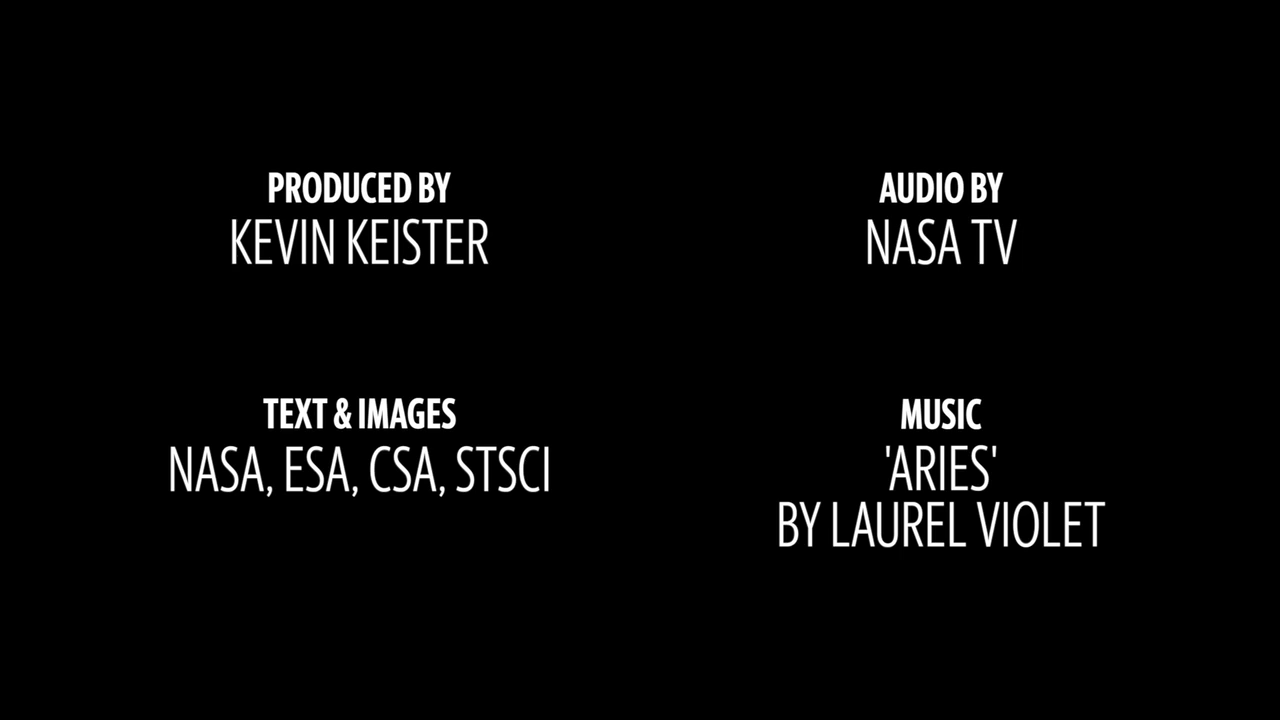 PRODUCED BY
KEVIN KEISTER
AUDIO BY
NASA TV
TEXT & IMAGES
NASA, ESA, CSA, STSCI
MUSIC
'ARIES'
BY LAUREL VIOLET